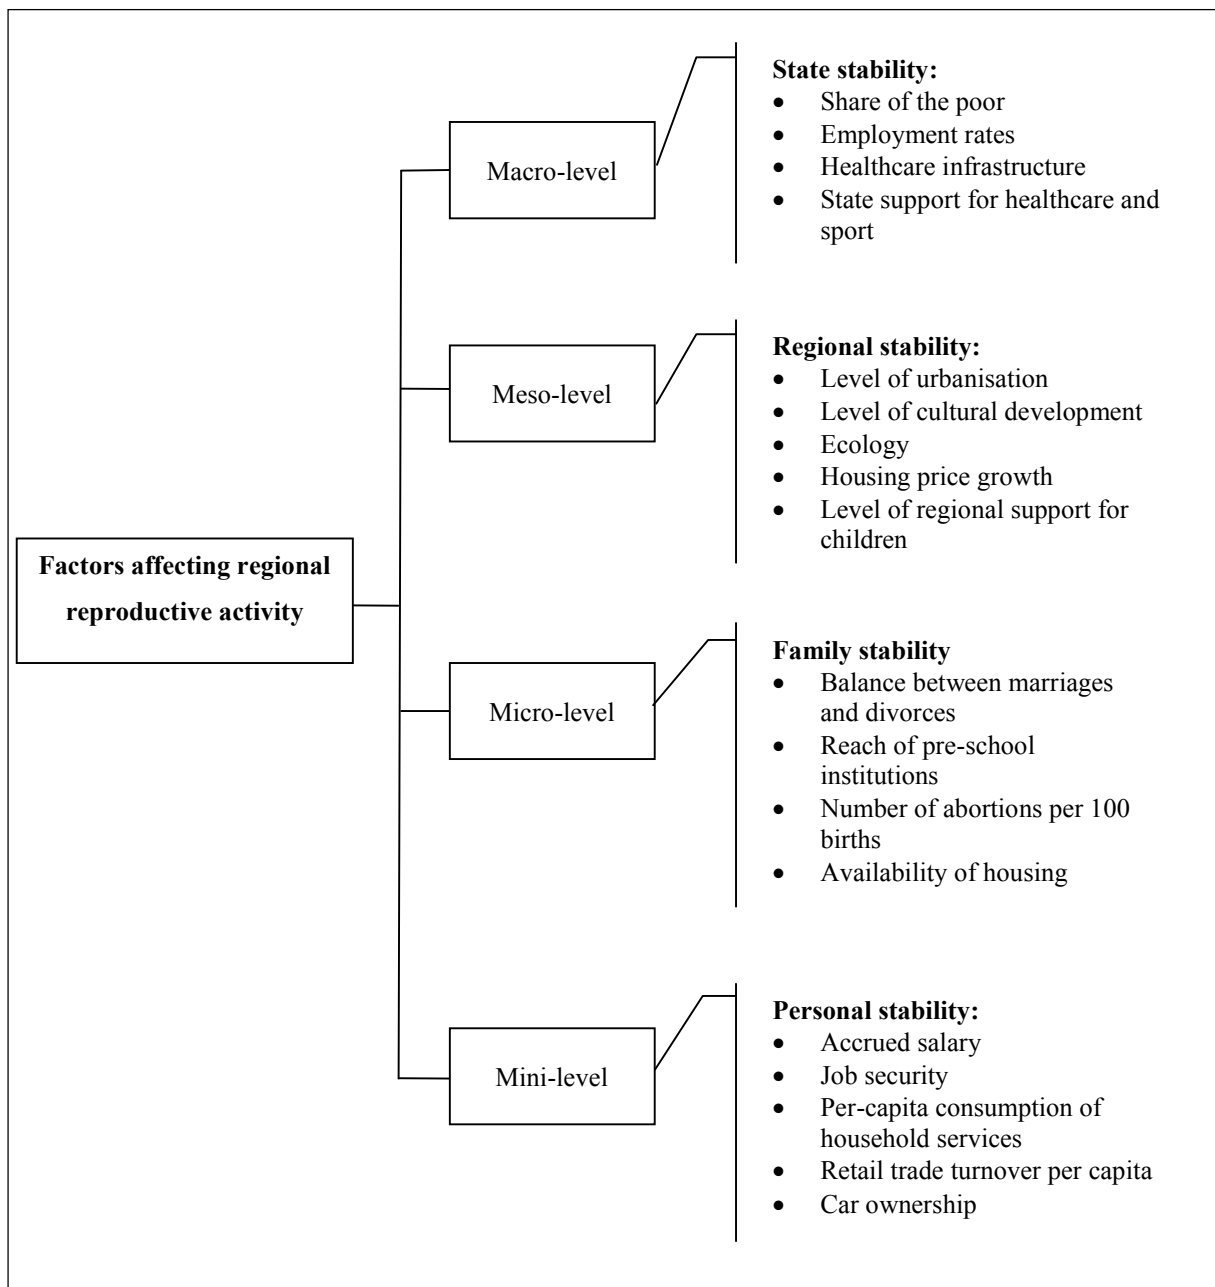 Factors affecting regional
reproductive activity
Macro-level
State stability:
• Share of the poor
• Employment rates
• Healthcare infrastructure
• State support for healthcare and
sport
Meso-level
Regional stability:
• Level of urbanisation
• Level of cultural development
• Ecology
• Housing price growth
• Level of regional support for
children
Micro-level
Family stability
• Balance between marriages
and divorces
• Reach of pre-school
institutions
• Number of abortions per 100
births
• Availability of housing
Mini-level
Personal stability:
• Accrued salary
• Job security
• Per-capita consumption of
household services
• Retail trade turnover per capita
• Car ownership